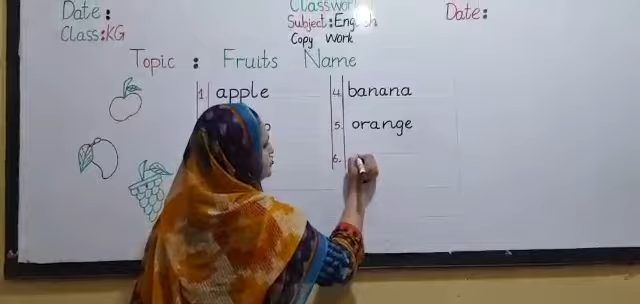 Date:
Class:KG
Classwork
Subject:English
Copy Work
Date:
Topic : Fruits Name
1. apple
4. banana
5. orange
6.